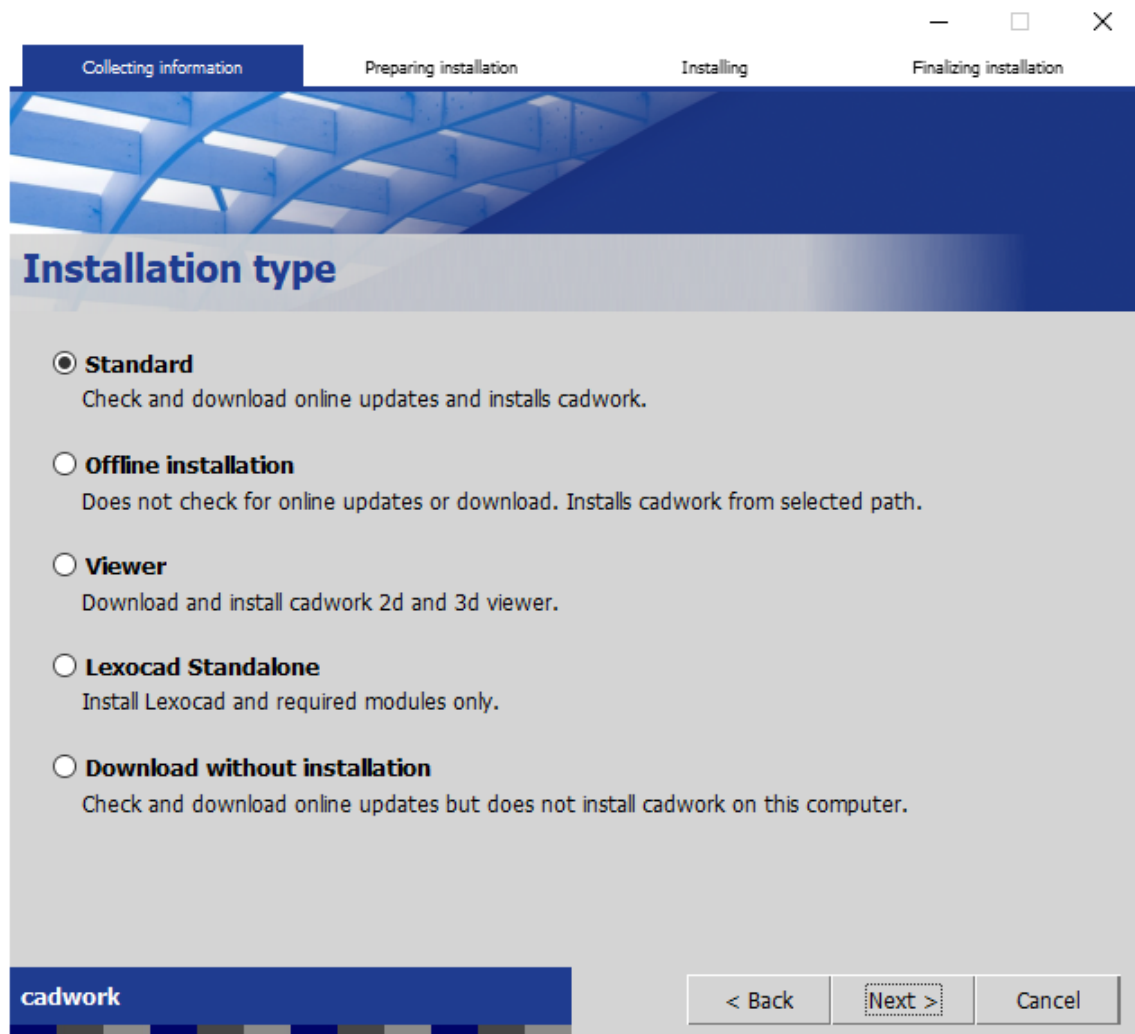 Collecting information
Preparing installation
Installing
Finalizing installation
Installation type
Standard
Check and download online updates and installs cadwork.
Offline installation
Does not check for online updates or download. Installs cadwork from selected path.
Viewer
Download and install cadwork 2d and 3d viewer.
Lexocad Standalone
Install Lexocad and required modules only.
Download without installation
Check and download online updates but does not install cadwork on this computer.
cadwork
< Back
Next >
Cancel